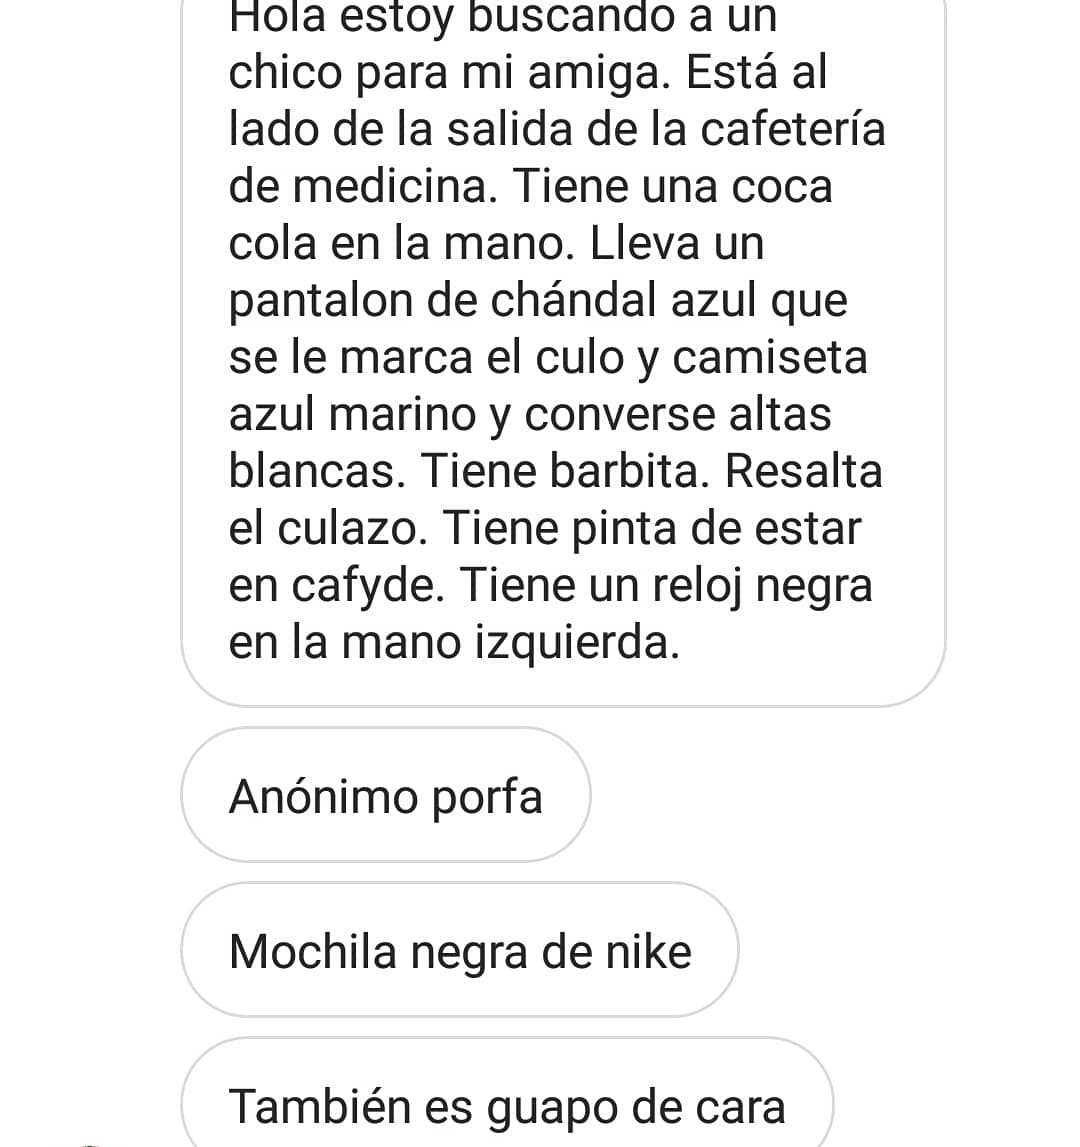 Hola estoy buscando a un
chico para mi amiga. Está al
lado de la salida de la cafetería
de medicina. Tiene una coca
cola en la mano. Lleva un
pantalon de chándal azul que
se le marca el culo y camiseta
azul marino y converse altas
blancas. Tiene barbita. Resalta
el culazo. Tiene pinta de estar
en cafyde. Tiene un reloj negra
en la mano izquierda.
Anónimo porfa
Mochila negra de nike
También es guapo de cara